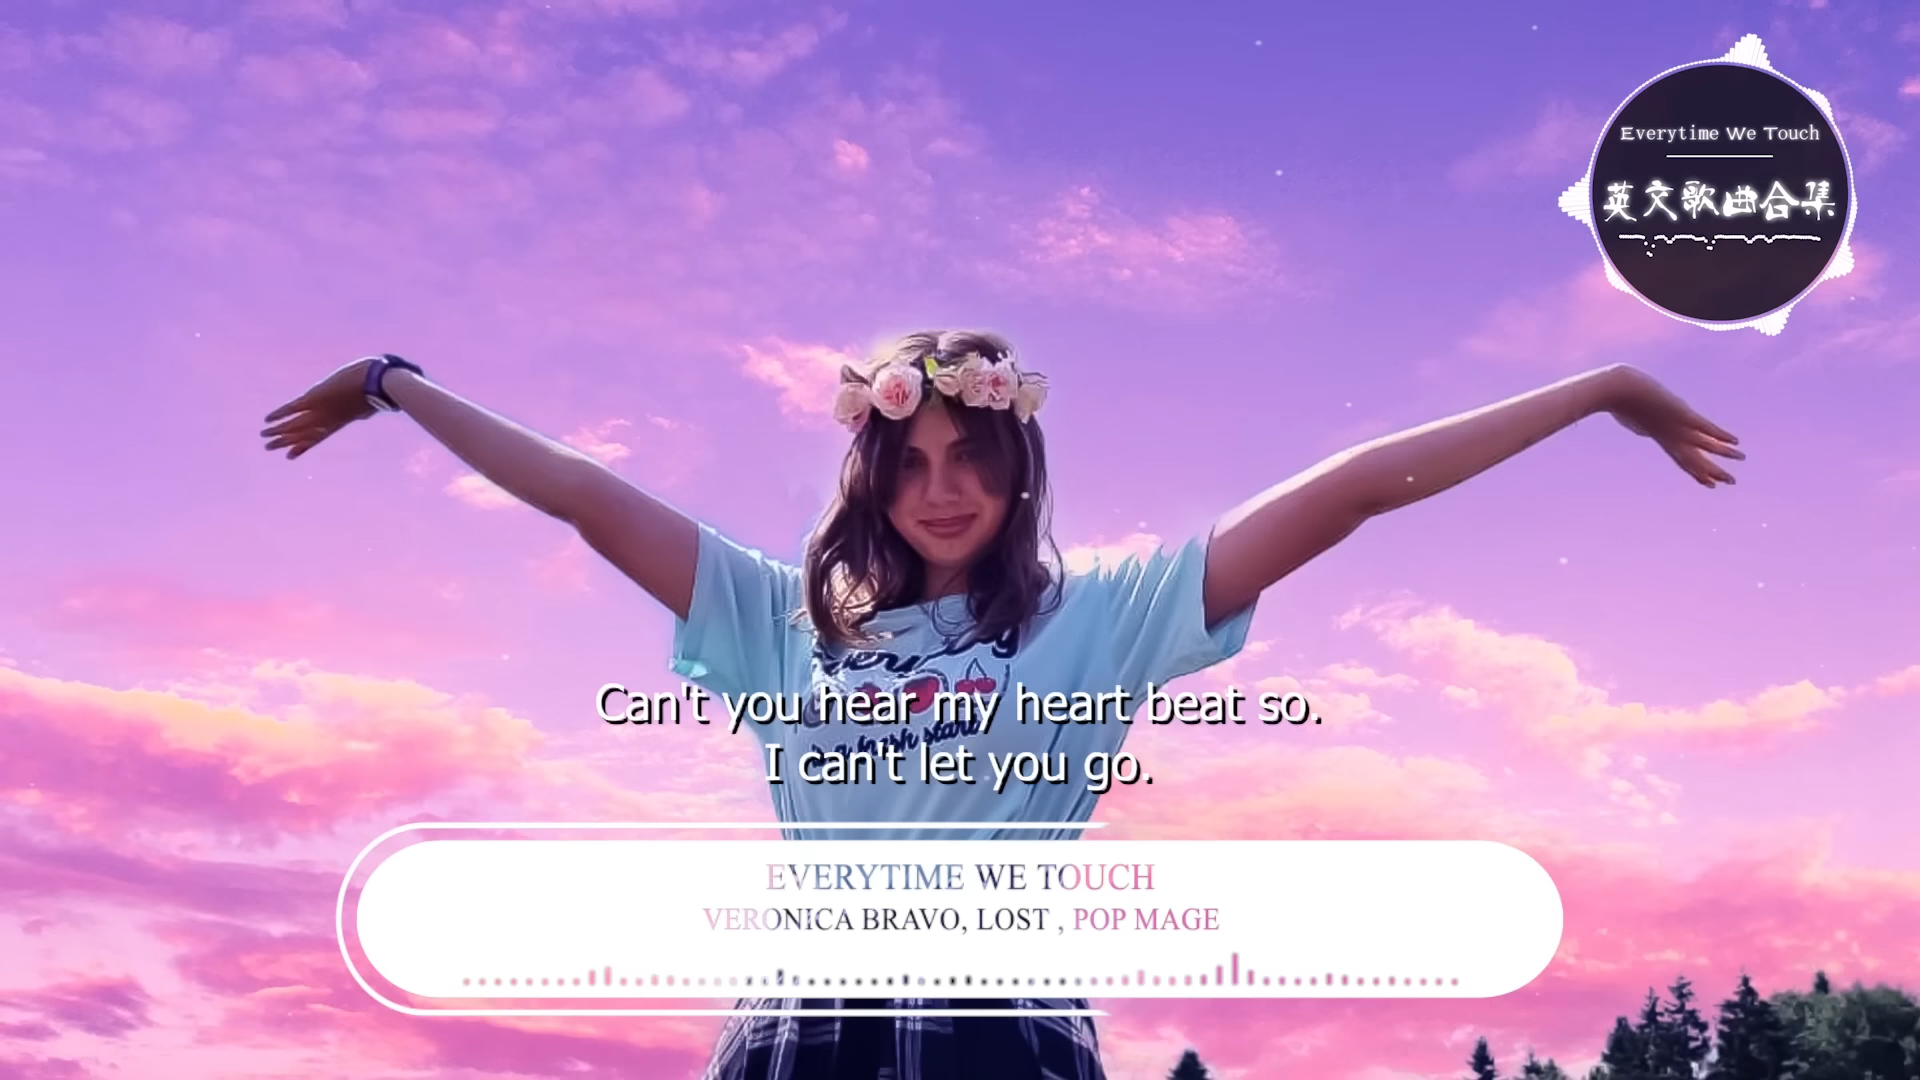 Everytime We Touch
英文歌曲合集
Can't you hear my heart beat so.
I can't let you go.
EVERYTIME WE TOUCH
VERONICA BRAVO, LOST , POP MAGE